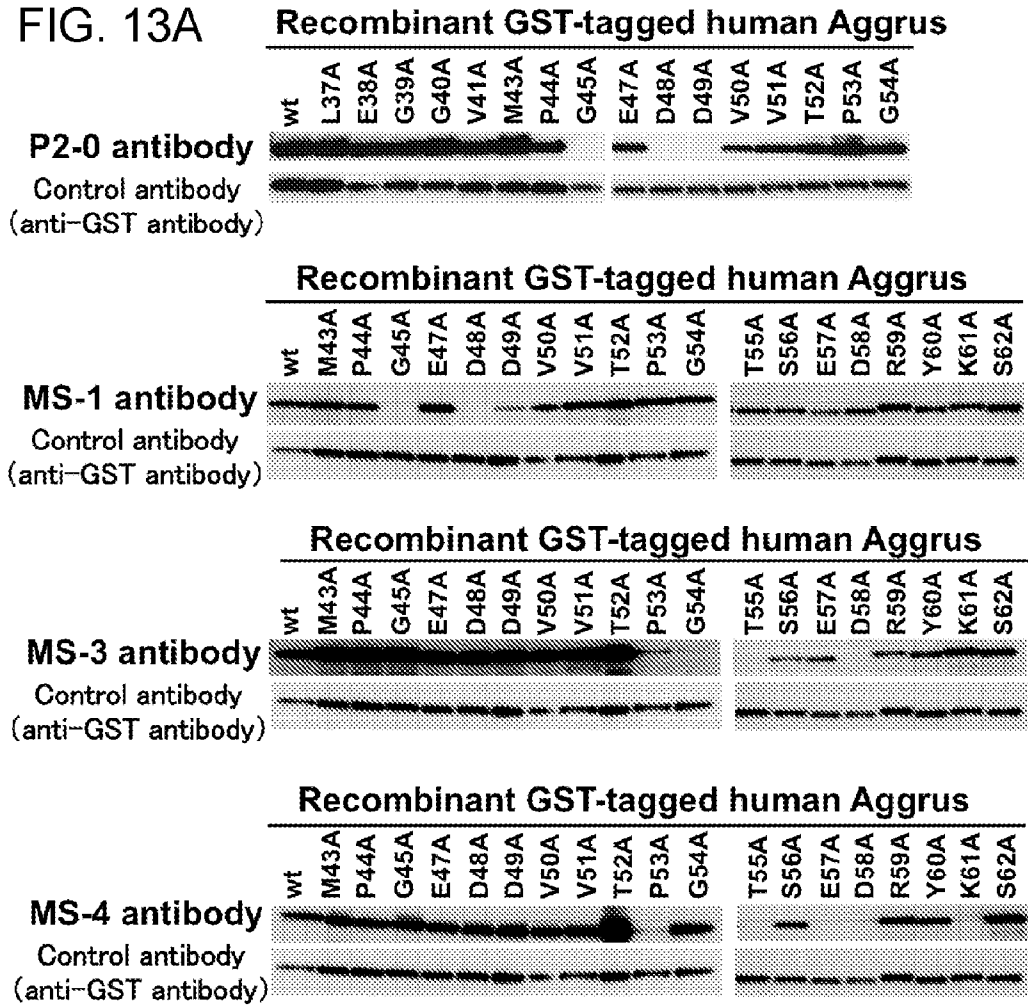 FIG. 13A
Recombinant GST-tagged human Aggrus
wt L37A E38A G39A G40A V41A M43A P44A G45A E47A D48A D49A V50A V51A T52A P53A G54A
P2-0 antibody
Control antibody
(anti-GST antibody)
Recombinant GST-tagged human Aggrus
wt M43A P44A G45A E47A D48A D49A V50A V51A T52A P53A G54A T55A S56A E57A D58A R59A Y60A K61A S62A
MS-1 antibody
Control antibody
(anti-GST antibody)
Recombinant GST-tagged human Aggrus
wt M43A P44A G45A E47A D48A D49A V50A V51A T52A P53A G54A T55A S56A E57A D58A R59A Y60A K61A S62A
MS-3 antibody
Control antibody
(anti-GST antibody)
Recombinant GST-tagged human Aggrus
wt M43A P44A G45A E47A D48A D49A V50A V51A T52A P53A G54A T55A S56A E57A D58A R59A Y60A K61A S62A
MS-4 antibody
Control antibody
(anti-GST antibody)